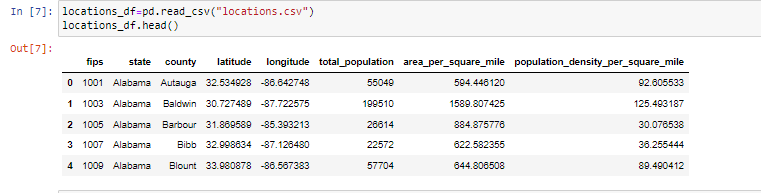 In [7]: locations_df=pd.read_csv("locations.csv")
locations_df.head()
Out[7]:
fips state county latitude longitude total_population area_per_square_mile population_density_per_square_mile
0 1001 Alabama Autauga 32.534928 -86.642748 55049 594.446120 92.605533
1 1003 Alabama Baldwin 30.727489 -87.722575 199510 1589.807425 125.493187
2 1005 Alabama Barbour 31.869589 -85.393213 26614 884.875776 30.076538
3 1007 Alabama Bibb 32.998634 -87.126480 22572 622.582355 36.255444
4 1009 Alabama Blount 33.980878 -86.567383 57704 644.806508 89.490412